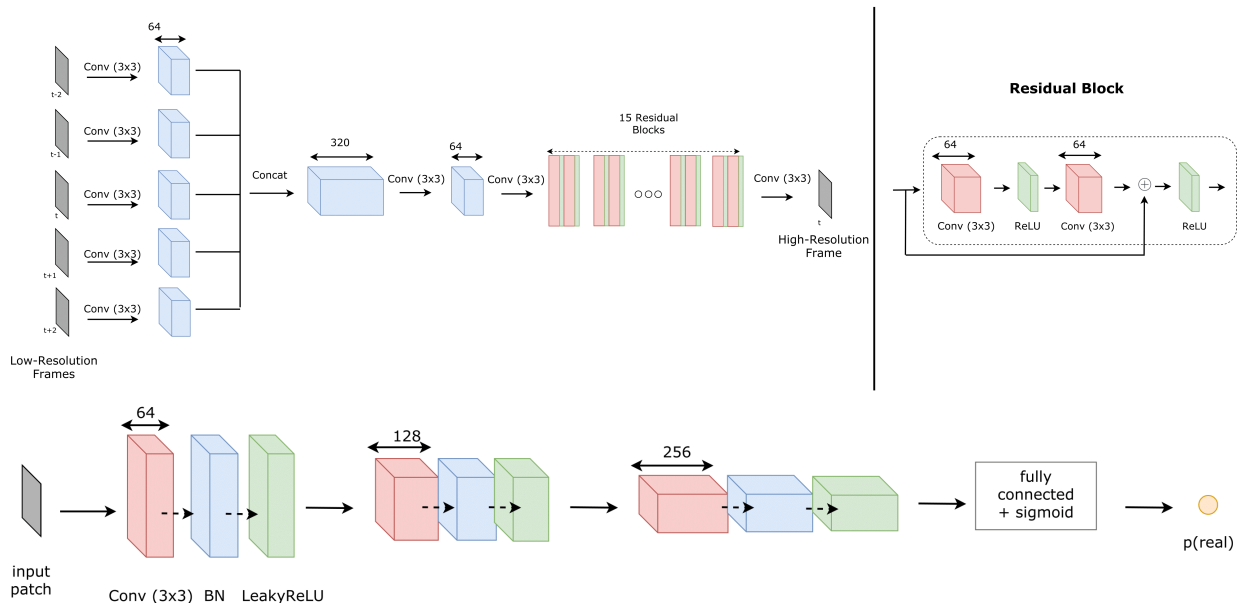 64
Conv (3x3)
t-2
Conv (3x3)
t-1
Conv (3x3)
t
Conv (3x3)
t+1
Conv (3x3)
t+2
Low-Resolution
Frames
Concat
320
Conv (3x3)
64
Conv (3x3)
15 Residual
Blocks
Conv (3x3)
t
High-Resolution
Frame
Residual Block
64
Conv (3x3)
ReLU
64
Conv (3x3)
ReLU
input
patch
64
Conv (3x3)
BN
LeakyReLU
128
256
fully
connected
+ sigmoid
p(real)